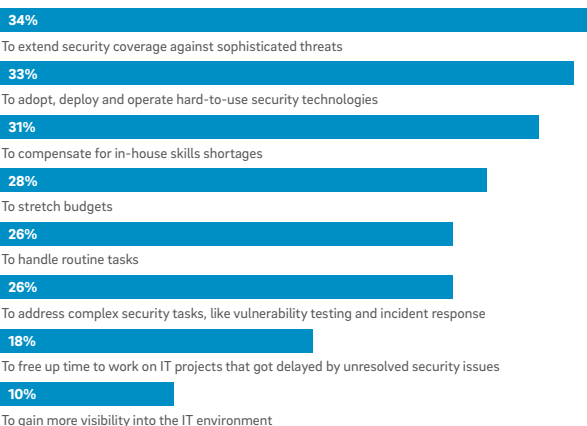 34%
To extend security coverage against sophisticated threats
33%
To adopt, deploy and operate hard-to-use security technologies
31%
To compensate for in-house skills shortages
28%
To stretch budgets
26%
To handle routine tasks
26%
To address complex security tasks, like vulnerability testing and incident response
18%
To free up time to work on IT projects that got delayed by unresolved security issues
10%
To gain more visibility into the IT environment